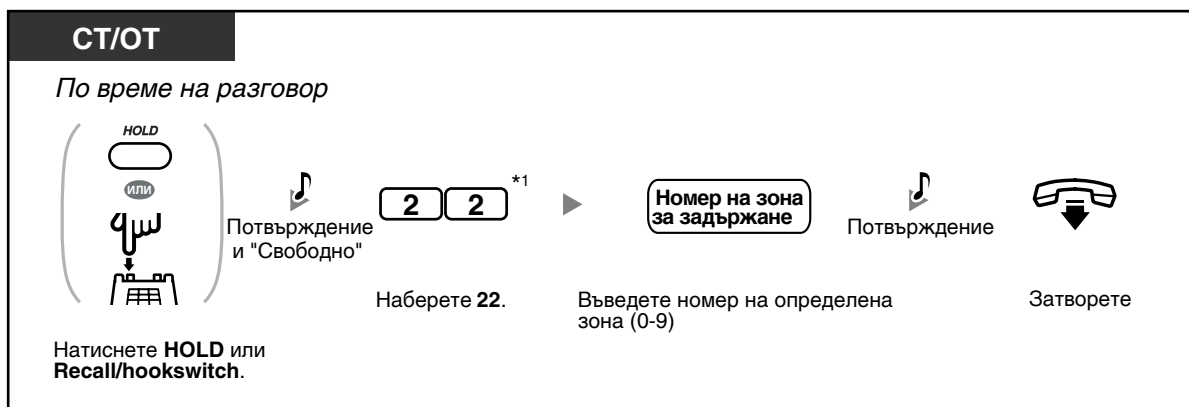 СТ/ОТ
По време на разговор
HOLD
или
Натиснете HOLD или
Recall/hookswitch.
Потвърждение
и "Свободно"
2 2 *1
Наберете 22.
Номер на зона
за задържане
Въведете номер на определена
зона (0-9)
Потвърждение
Затворете